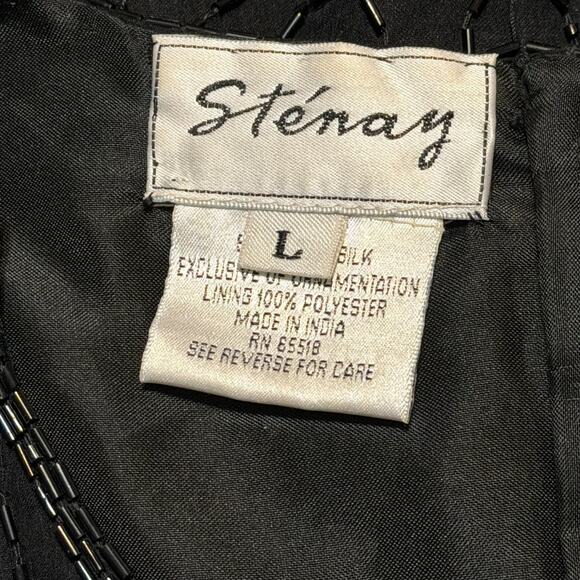 Sténay
L
SILK
EXCLUSIVE OF ORNAMENTATION
LINING 100% POLYESTER
MADE IN INDIA
RN 65518
SEE REVERSE FOR CARE